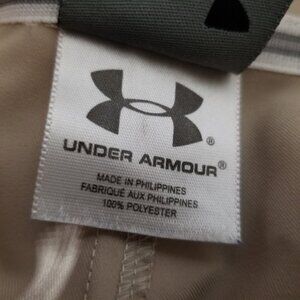 UNDER ARMOUR®
MADE IN PHILIPPINES
FABRIQUÉ AUX PHILIPPINES
100% POLYESTER